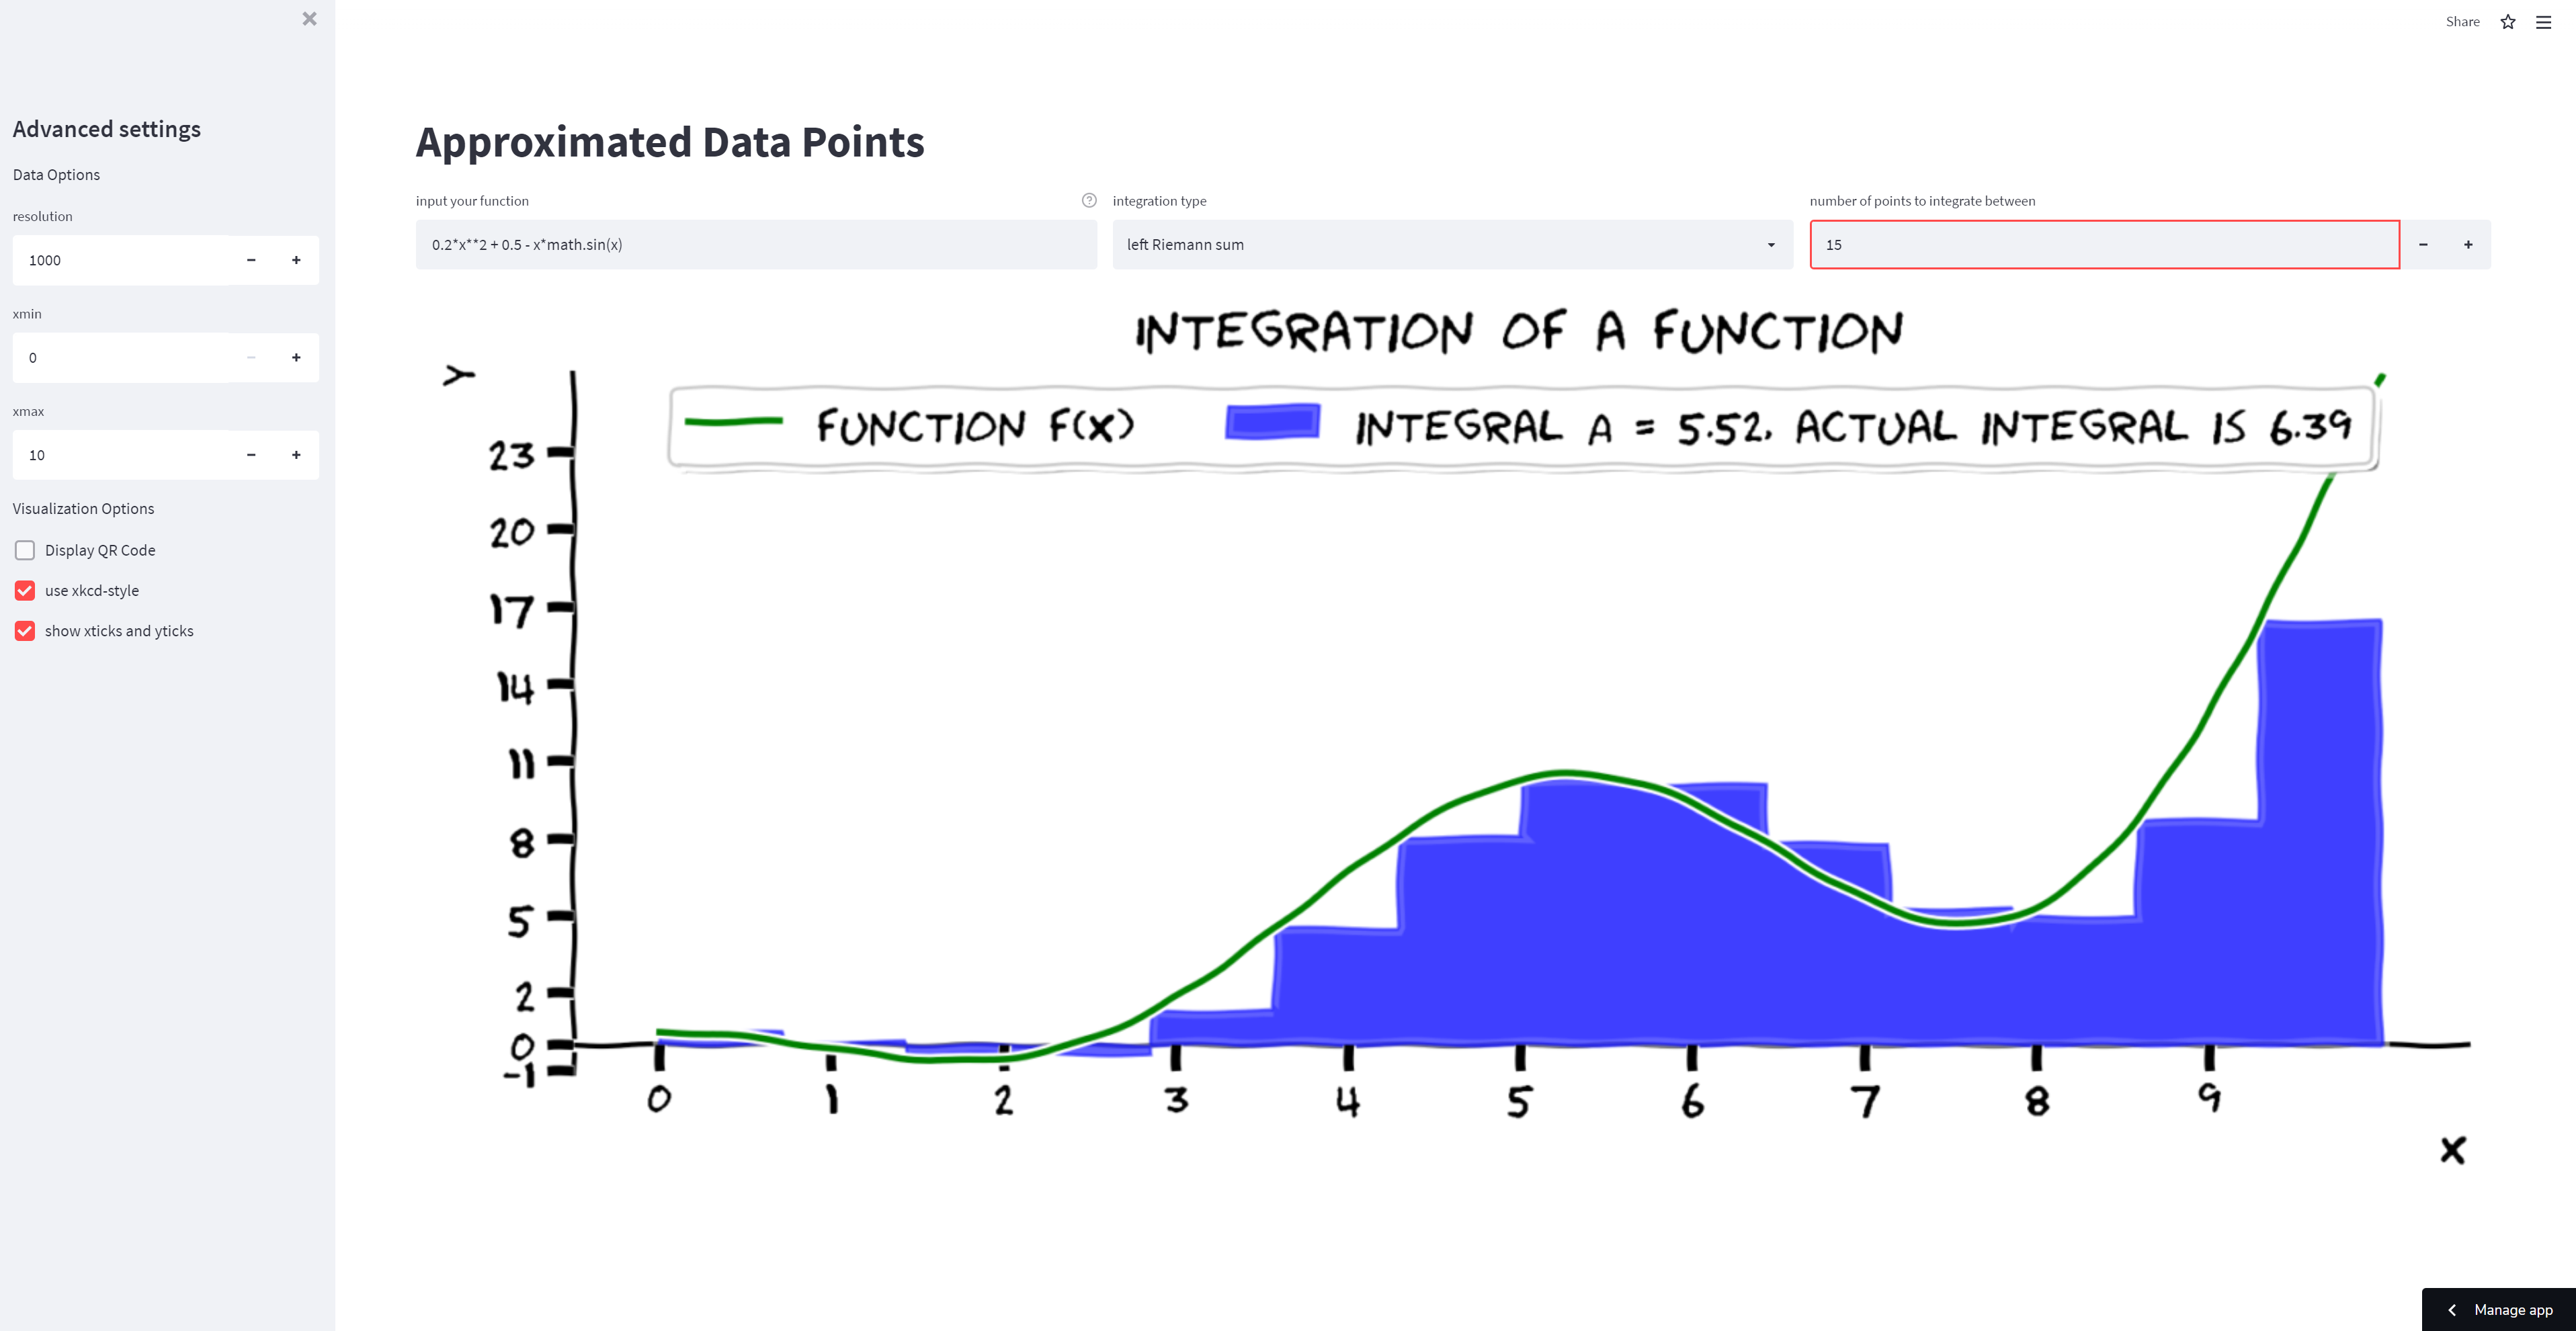 Share
Advanced settings
Data Options
resolution
1000
xmin
0
xmax
10
Visualization Options
Display QR Code
use xkcd-style
show xticks and yticks
Approximated Data Points
input your function
integration type
number of points to integrate between
0.2*x**2 + 0.5 - x*math.sin(x)
left Riemann sum
15
INTEGRATION OF A FUNCTION
Y
FUNCTION F(X)
INTEGRAL A = 5.52, ACTUAL INTEGRAL IS 6.39
23
20
17
14
11
8
5
2
0
-1
0 1 2 3 4 5 6 7 8 9
X
Manage app